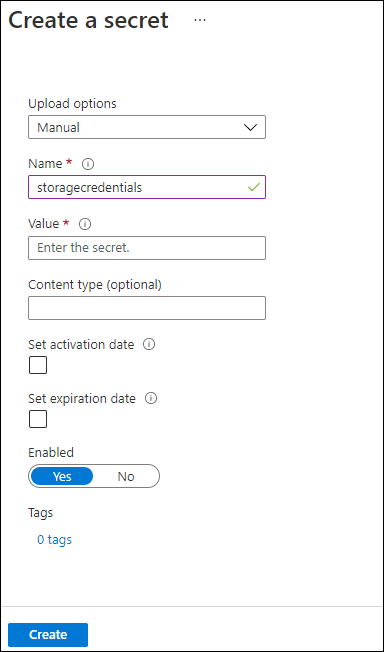 Create a secret ...
Upload options
Manual
Name *
storagecredentials
Value *
Enter the secret.
Content type (optional)
Set activation date
Set expiration date
Enabled
Yes No
Tags
0 tags
Create